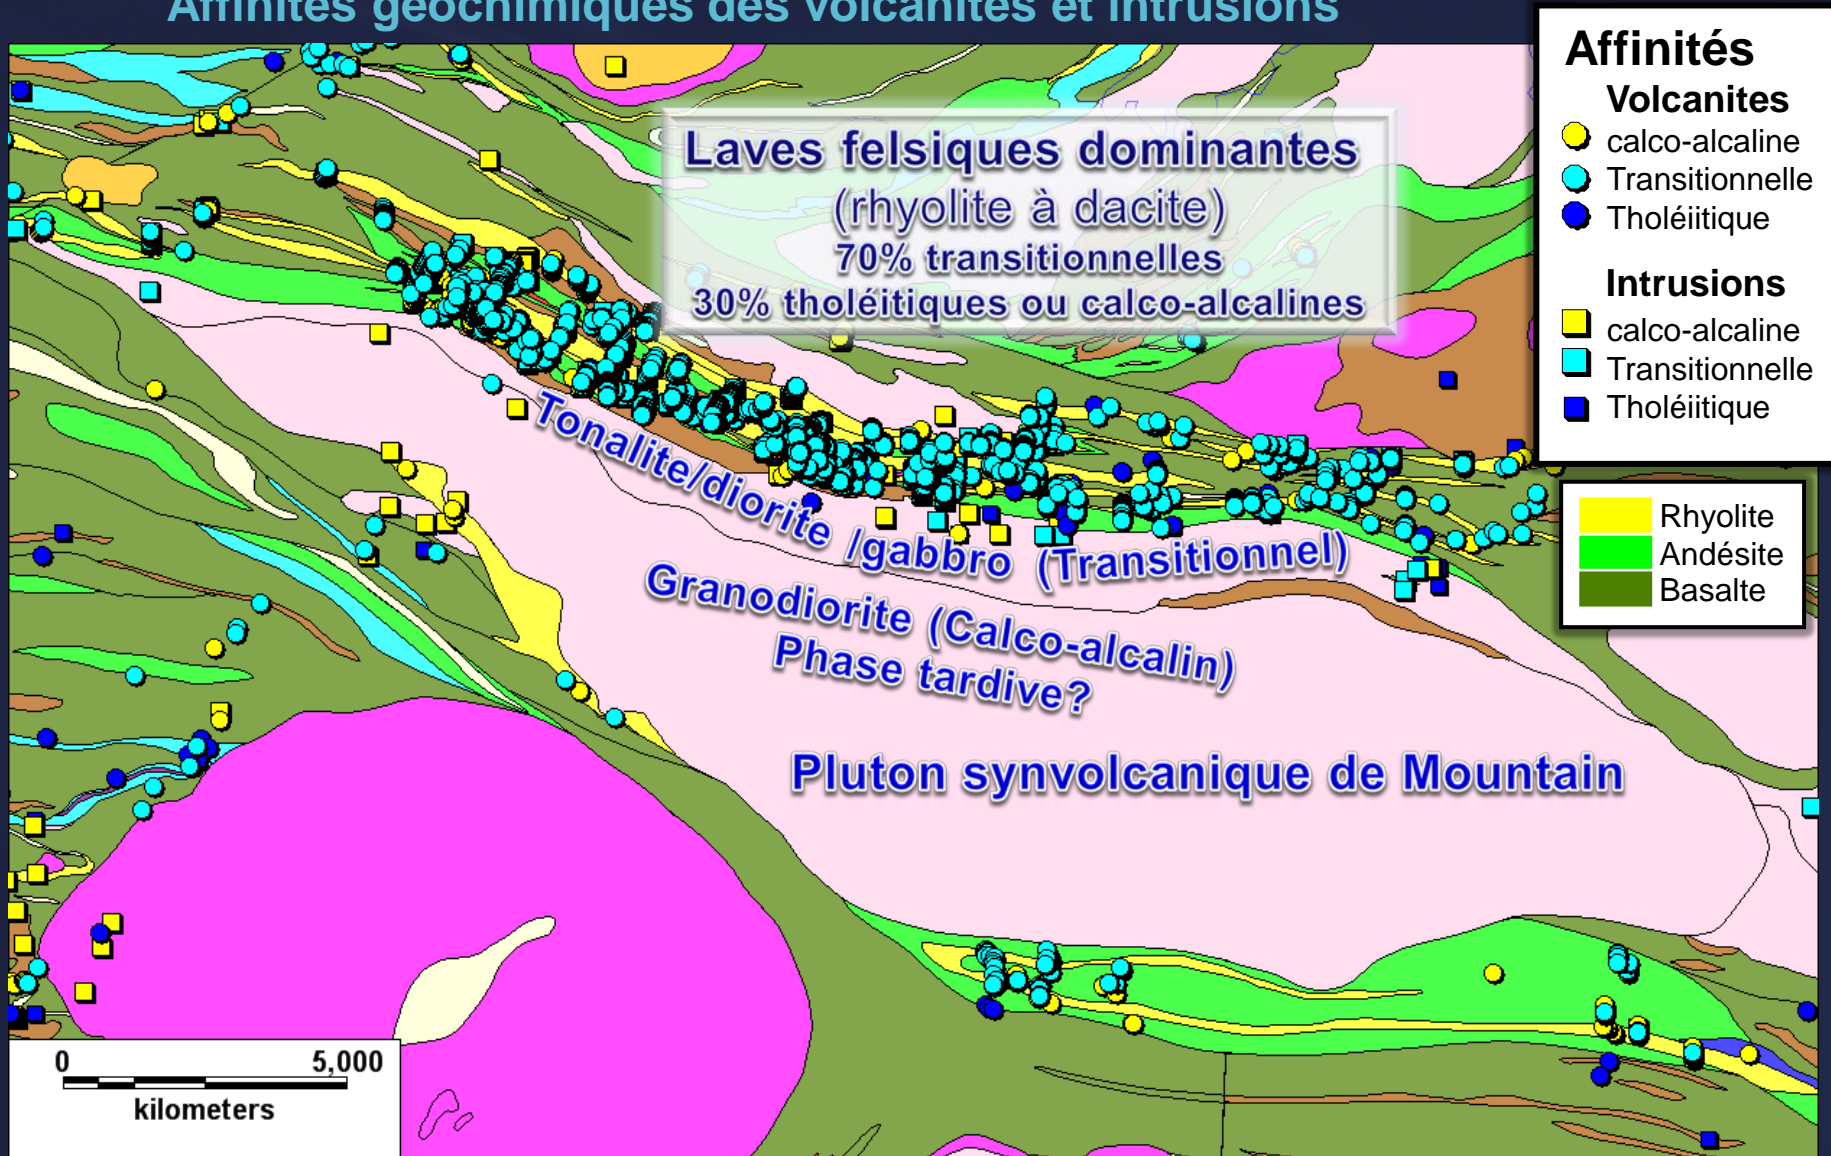 Affinités géochimiques des volcanites et intrusions
Affinités
Volcanites
calco-alcaline
Transitionnelle
Tholéiitique
Intrusions
calco-alcaline
Transitionnelle
Tholéiitique
Laves felsiques dominantes
(rhyolite à dacite)
70% transitionnelles
30% tholéitiques ou calco-alcalines
Rhyolite
Andésite
Basalte
Tonalite/diorite /gabbro (Transitionnel)
Granodiorite (Calco-alcalin)
Phase tardive?
Pluton synvolcanique de Mountain
0 5,000
kilometers